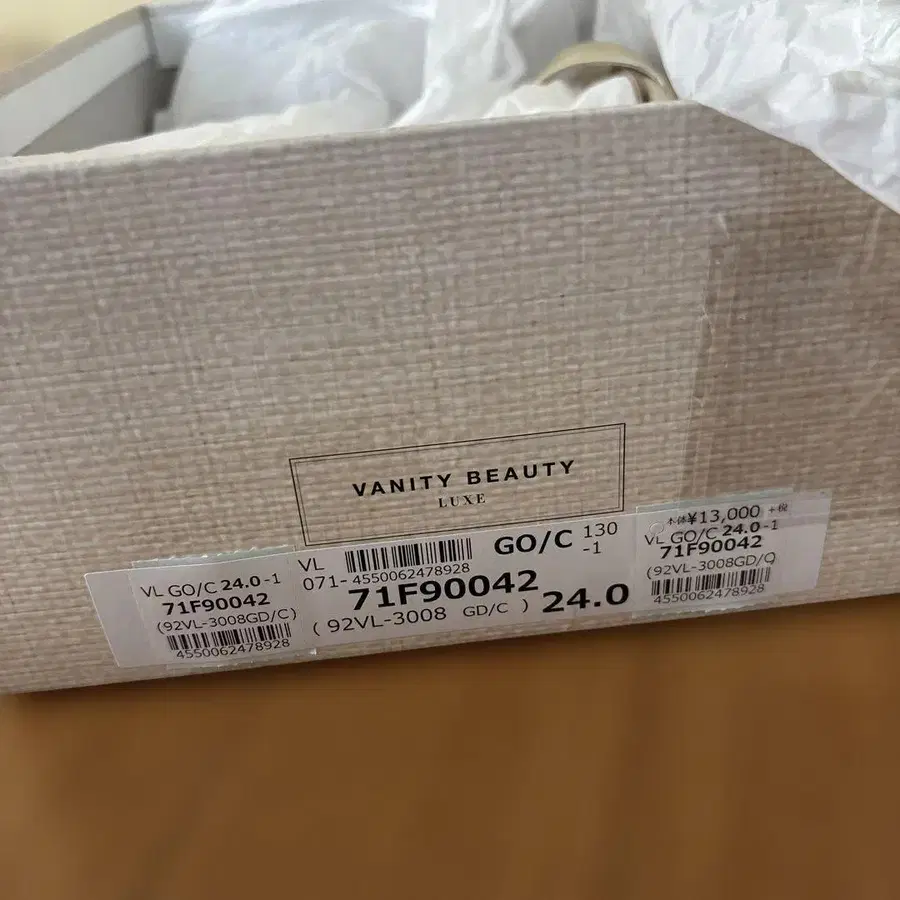 VANITY BEAUTY
LUXE
VL GO/C 24.0-1
71F90042
(92VL-3008GD/C)
4550062478928
VL
GO/C 130
-1
071-4550062478928
71F90042
( 92VL-3008 GD/C ) 24.0
本体¥13,000 +税
VL GO/C 24.0-1
71F90042
(92VL-3008GD/C)
4550062478928